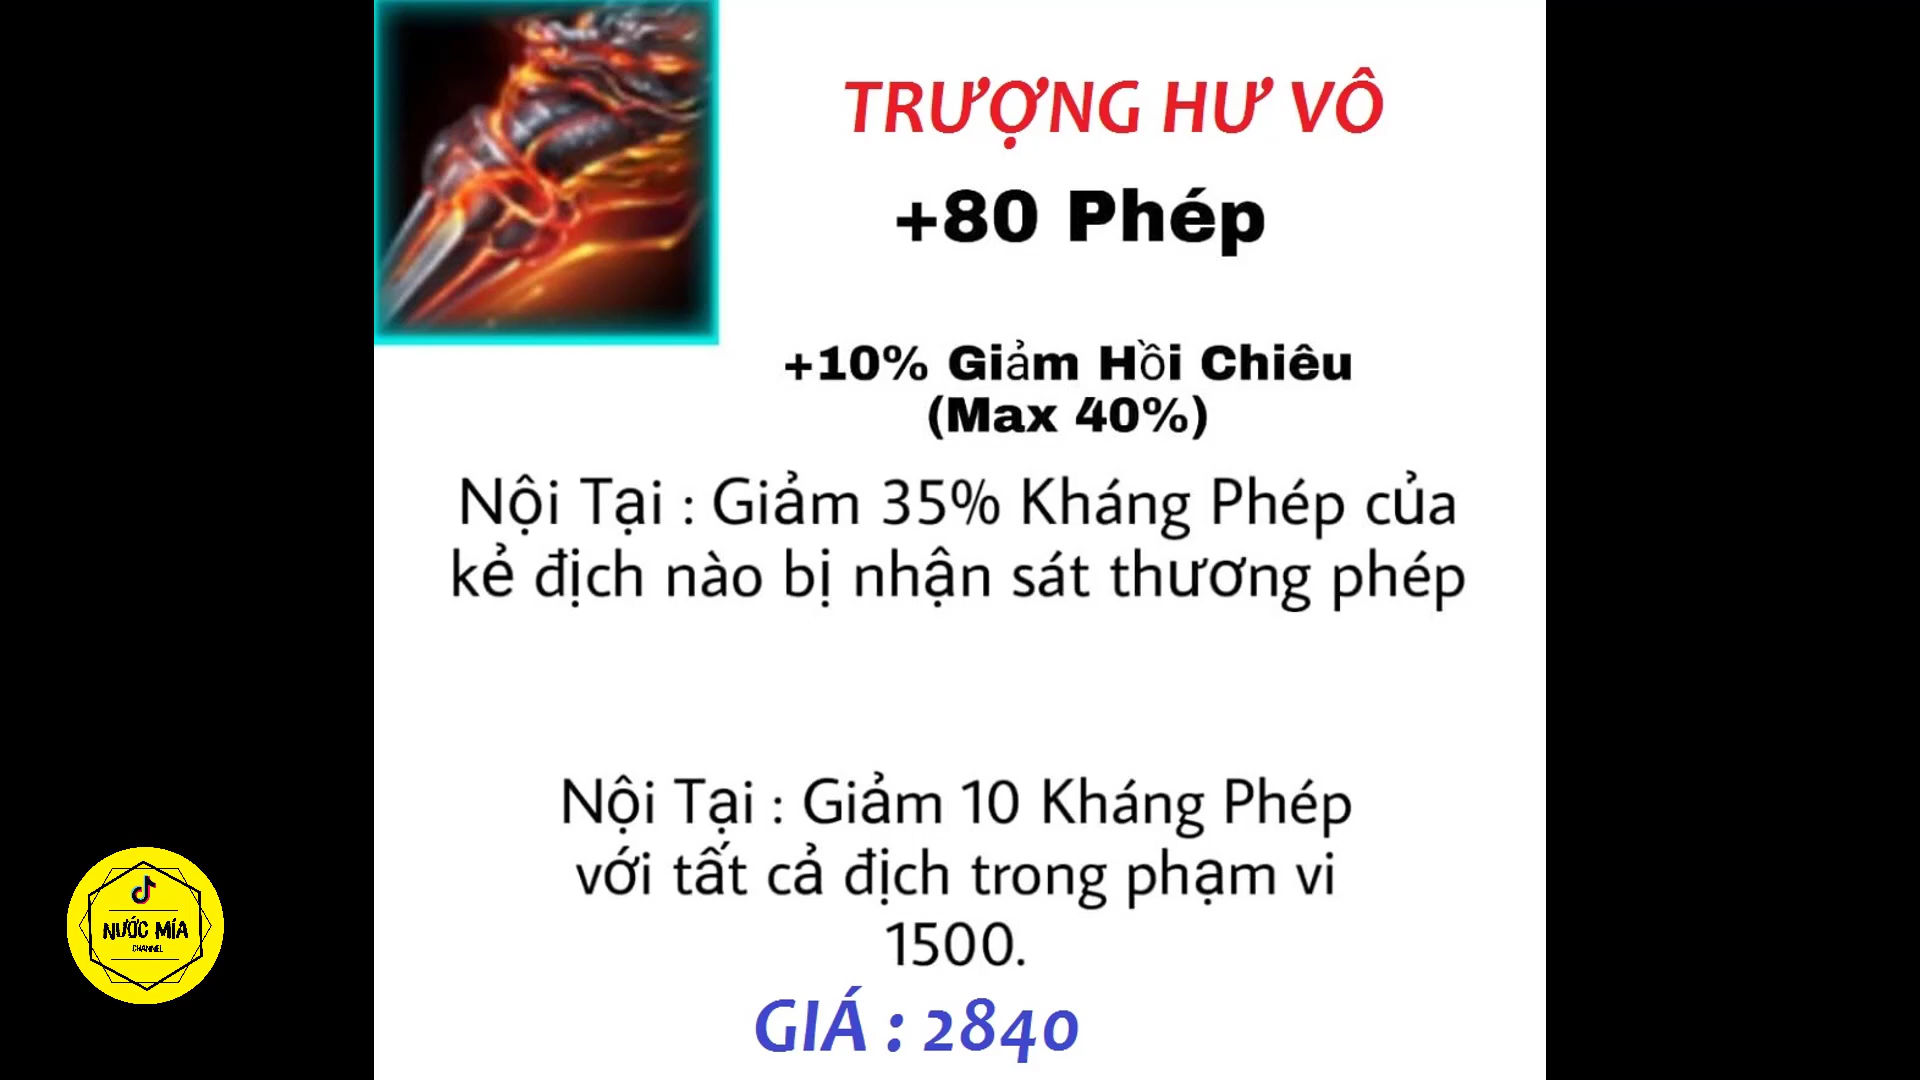 TRƯỢNG HƯ VÔ
+80 Phép
+10% Giảm Hồi Chiêu
(Max 40%)
Nội Tại : Giảm 35% Kháng Phép của
kẻ địch nào bị nhận sát thương phép
Nội Tại : Giảm 10 Kháng Phép
với tất cả địch trong phạm vi
1500.
GIÁ : 2840
NƯỚC MÍA
CHANNEL